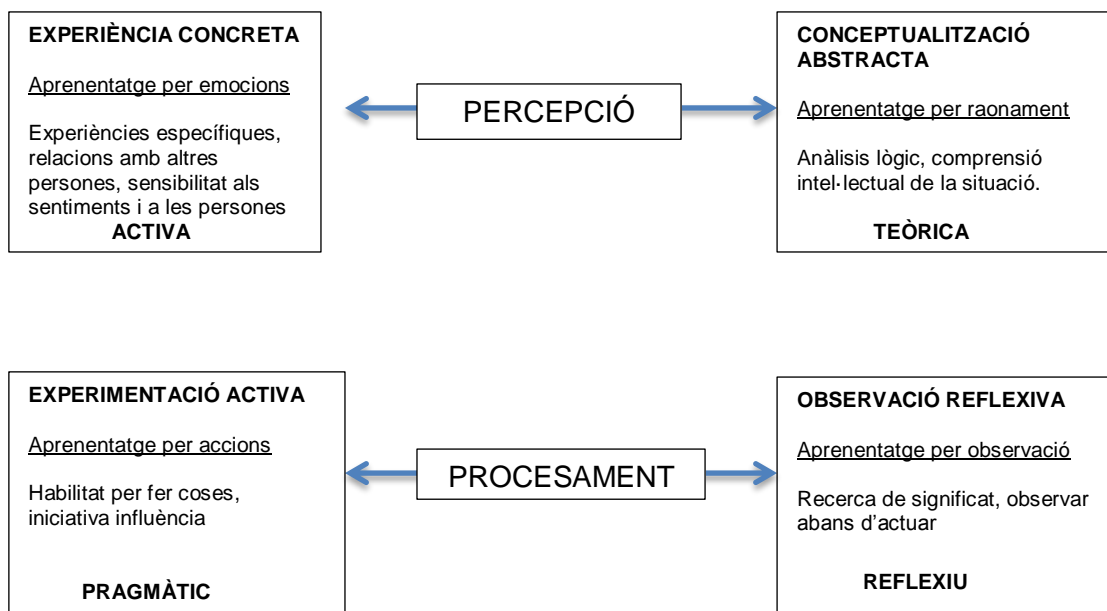 EXPERIÈNCIA CONCRETA
Aprenentatge per emocions
Experiències específiques,
relacions amb altres
persones, sensibilitat als
sentiments i a les persones
ACTIVA
PERCEPCIÓ
CONCEPTUALITZACIÓ
ABSTRACTA
Aprenentatge per raonament
Anàlisis lògic, comprensió
intel·lectual de la situació.
TEÒRICA
EXPERIMENTACIÓ ACTIVA
Aprenentatge per accions
Habilitat per fer coses,
iniciativa influència
PRAGMÀTIC
PROCESAMENT
OBSERVACIÓ REFLEXIVA
Aprenentatge per observació
Recerca de significat, observar
abans d’actuar
REFLEXIU